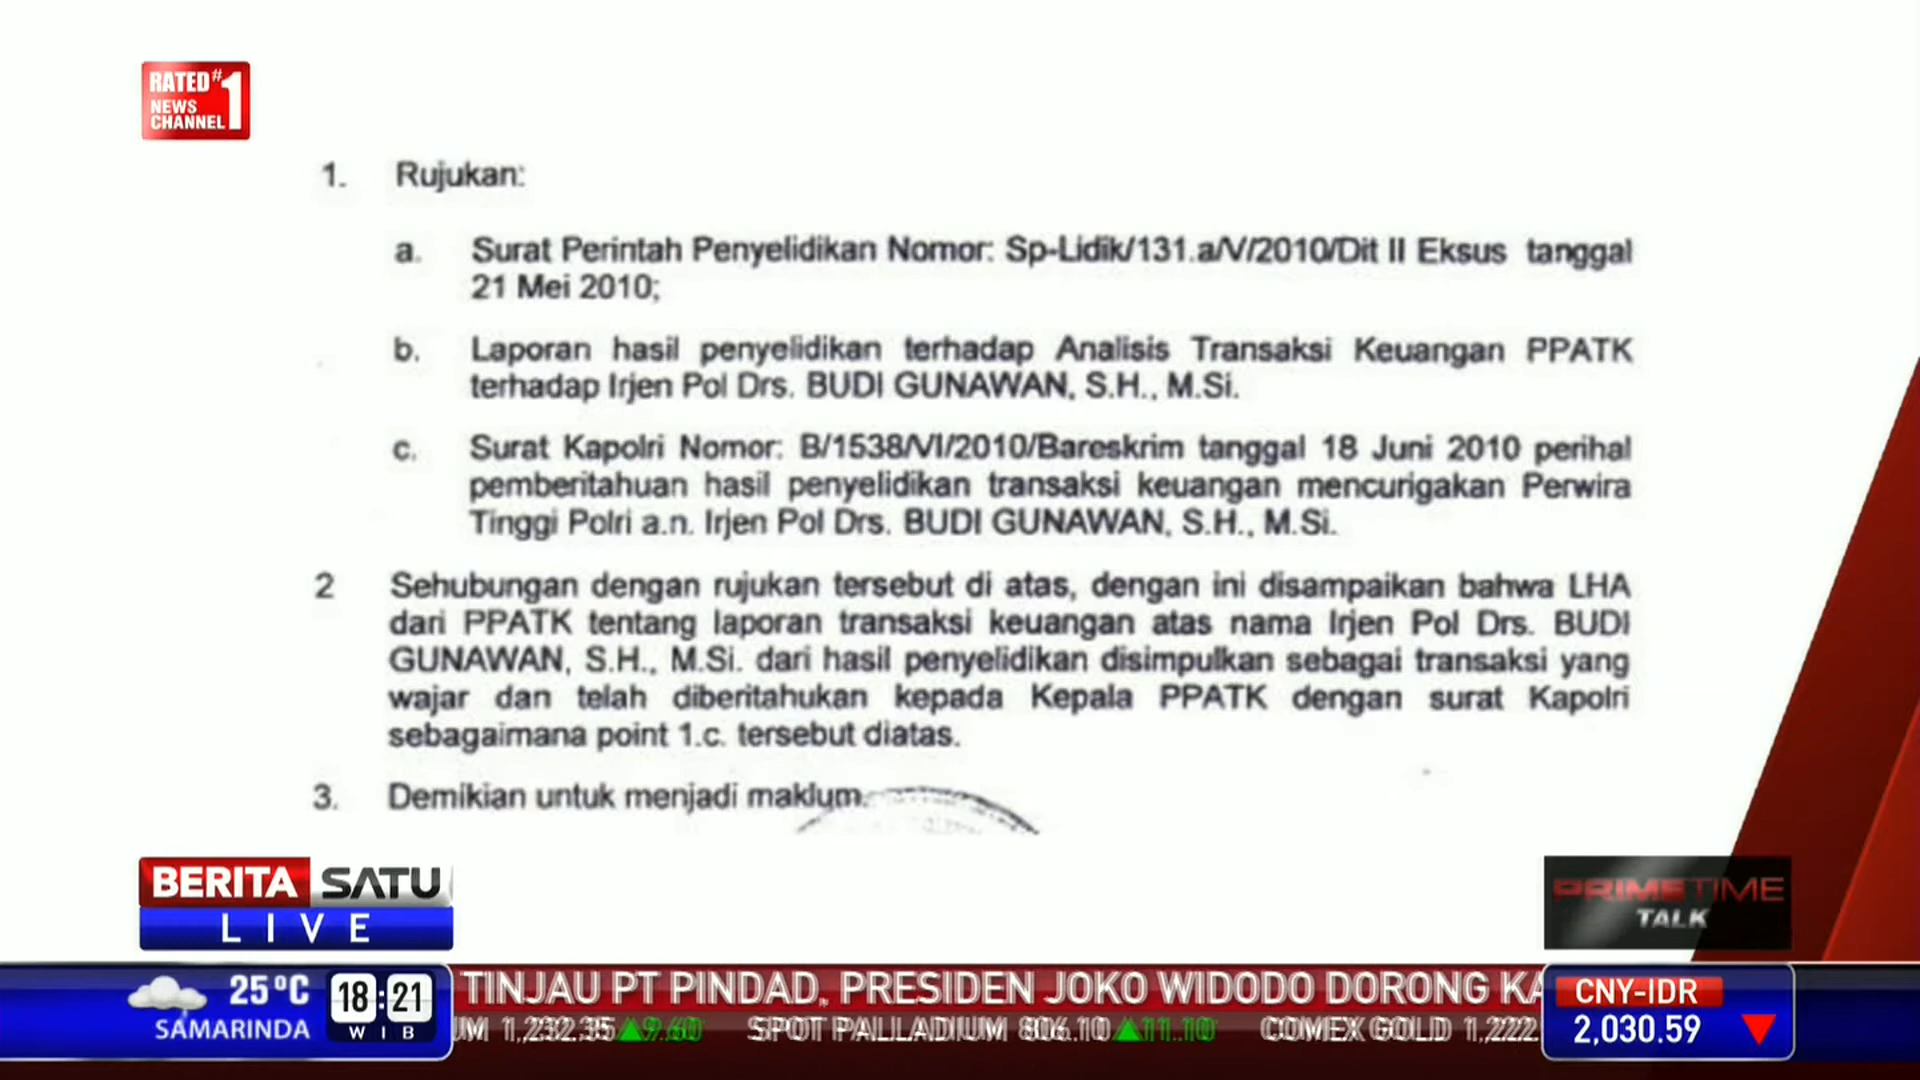 RATED #1
NEWS
CHANNEL
1. Rujukan:
a. Surat Perintah Penyelidikan Nomor: Sp-Lidik/131.a/V/2010/Dit II Eksus tanggal
21 Mei 2010;
b. Laporan hasil penyelidikan terhadap Analisis Transaksi Keuangan PPATK
terhadap Irjen Pol Drs. BUDI GUNAWAN, S.H., M.Si.
c. Surat Kapolri Nomor: B/1538/VI/2010/Bareskrim tanggal 18 Juni 2010 perihal
pemberitahuan hasil penyelidikan transaksi keuangan mencurigakan Perwira
Tinggi Polri a.n. Irjen Pol Drs. BUDI GUNAWAN, S.H., M.Si.
2 Sehubungan dengan rujukan tersebut di atas, dengan ini disampaikan bahwa LHA
dari PPATK tentang laporan transaksi keuangan atas nama Irjen Pol Drs. BUDI
GUNAWAN, S.H., M.Si. dari hasil penyelidikan disimpulkan sebagai transaksi yang
wajar dan telah diberitahukan kepada Kepala PPATK dengan surat Kapolri
sebagaimana point 1.c. tersebut diatas.
3. Demikian untuk menjadi maklum.
BERITA SATU
LIVE
PRIMETIME
TALK
25°C
SAMARINDA
18:21
WIB
TINJAU PT PINDAD, PRESIDEN JOKO WIDODO DORONG KA
UM 1,232.35 ▲9.60 SPOT PALLADIUM 806.10 ▲11.10 COMEX GOLD 1,222.
CNY-IDR
2,030.59 ▼